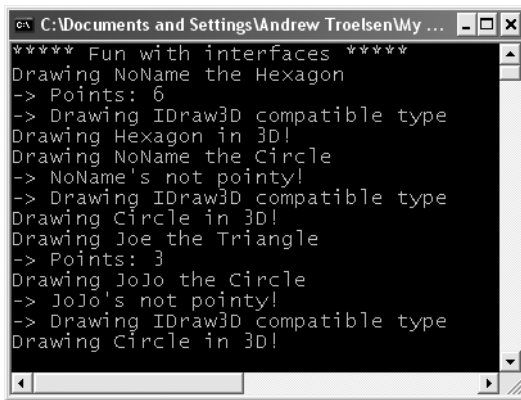 C:\Documents and Settings\Andrew Troelsen\My ...
***** Fun with interfaces *****
Drawing NoName the Hexagon
-> Points: 6
-> Drawing IDraw3D compatible type
Drawing Hexagon in 3D!
Drawing NoName the Circle
-> NoName's not pointy!
-> Drawing IDraw3D compatible type
Drawing Circle in 3D!
Drawing Joe the Triangle
-> Points: 3
Drawing JoJo the Circle
-> JoJo's not pointy!
-> Drawing IDraw3D compatible type
Drawing Circle in 3D!